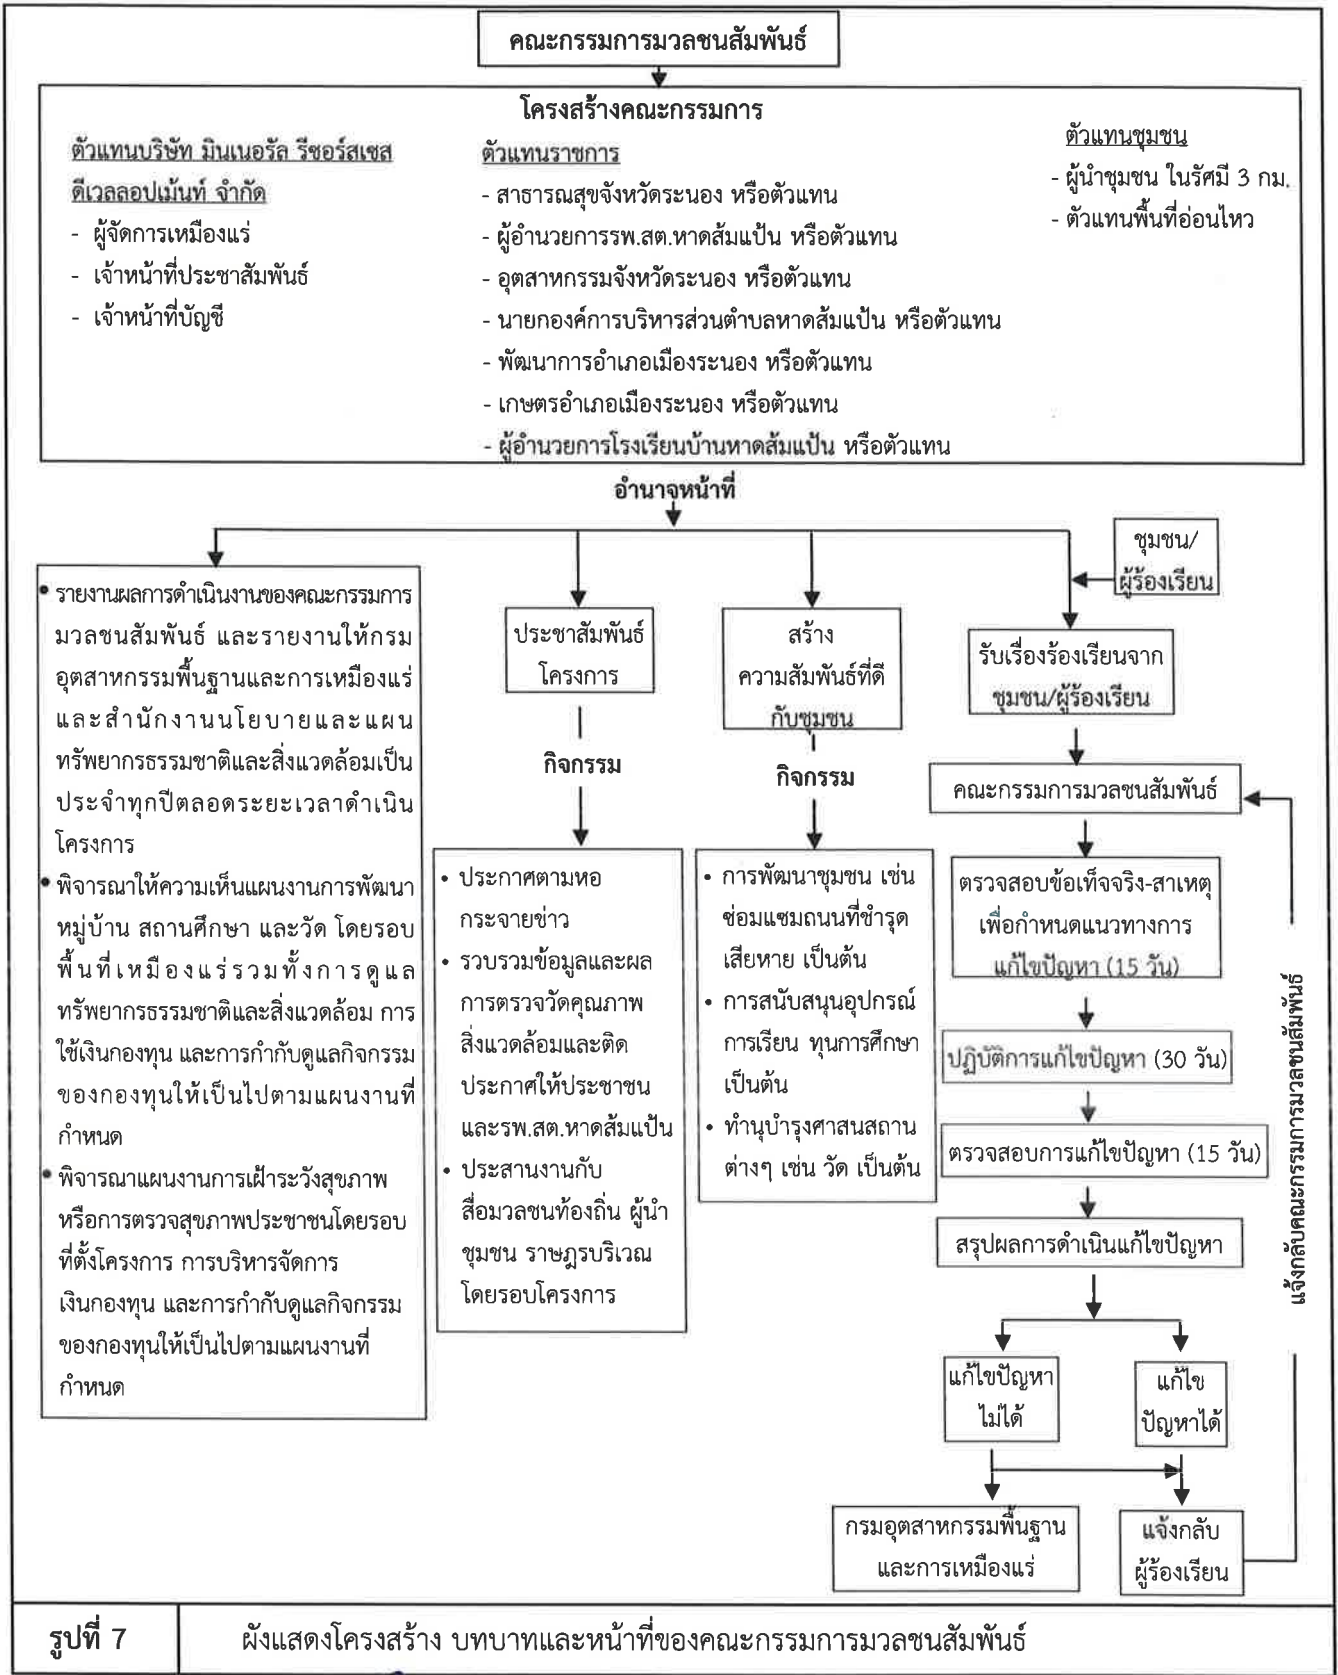 คณะกรรมการมวลชนสัมพันธ์
โครงสร้างคณะกรรมการ
ตัวแทนบริษัท มินเนอรัล รีซอร์สเซส
ดีเวลลอปเม้นท์ จำกัด
- ผู้จัดการเหมืองแร่
- เจ้าหน้าที่ประชาสัมพันธ์
- เจ้าหน้าที่บัญชี
ตัวแทนราชการ
- สาธารณสุขจังหวัดระนอง หรือตัวแทน
- ผู้อำนวยการรพ.สต.หาดส้มแป้น หรือตัวแทน
- อุตสาหกรรมจังหวัดระนอง หรือตัวแทน
- นายกองค์การบริหารส่วนตำบลหาดส้มแป้น หรือตัวแทน
- พัฒนาการอำเภอเมืองระนอง หรือตัวแทน
- เกษตรอำเภอเมืองระนอง หรือตัวแทน
- ผู้อำนวยการโรงเรียนบ้านหาดส้มแป้น หรือตัวแทน
ตัวแทนชุมชน
- ผู้นำชุมชน ในรัศมี 3 กม.
- ตัวแทนพื้นที่อ่อนไหว
อำนาจหน้าที่
• รายงานผลการดำเนินงานของคณะกรรมการ
มวลชนสัมพันธ์ และรายงานให้กรม
อุตสาหกรรมพื้นฐานและการเหมืองแร่
และสำนักงานนโยบายและแผน
ทรัพยากรธรรมชาติและสิ่งแวดล้อมเป็น
ประจำทุกปีตลอดระยะเวลาดำเนิน
โครงการ
• พิจารณาให้ความเห็นแผนงานการพัฒนา
หมู่บ้าน สถานศึกษา และวัด โดยรอบ
พื้นที่เหมืองแร่รวมทั้งการดูแล
ทรัพยากรธรรมชาติและสิ่งแวดล้อม การ
ใช้เงินกองทุน และการกำกับดูแลกิจกรรม
ของกองทุนให้เป็นไปตามแผนงานที่
กำหนด
• พิจารณาแผนงานการเฝ้าระวังสุขภาพ
หรือการตรวจสุขภาพประชาชนโดยรอบ
ที่ตั้งโครงการ การบริหารจัดการ
เงินกองทุน และการกำกับดูแลกิจกรรม
ของกองทุนให้เป็นไปตามแผนงานที่
กำหนด
ประชาสัมพันธ์
โครงการ
กิจกรรม
• ประกาศตามหอ
กระจายข่าว
• รวบรวมข้อมูลและผล
การตรวจวัดคุณภาพ
สิ่งแวดล้อมและติด
ประกาศให้ประชาชน
และรพ.สต.หาดส้มแป้น
• ประสานงานกับ
สื่อมวลชนท้องถิ่น ผู้นำ
ชุมชน ราษฎรบริเวณ
โดยรอบโครงการ
สร้าง
ความสัมพันธ์ที่ดี
กับชุมชน
กิจกรรม
• การพัฒนาชุมชน เช่น
ซ่อมแซมถนนที่ชำรุด
เสียหาย เป็นต้น
• การสนับสนุนอุปกรณ์
การเรียน ทุนการศึกษา
เป็นต้น
• ทำนุบำรุงศาสนสถาน
ต่างๆ เช่น วัด เป็นต้น
ชุมชน/
ผู้ร้องเรียน
รับเรื่องร้องเรียนจาก
ชุมชน/ผู้ร้องเรียน
คณะกรรมการมวลชนสัมพันธ์
ตรวจสอบข้อเท็จจริง-สาเหตุ
เพื่อกำหนดแนวทางการ
แก้ไขปัญหา (15 วัน)
ปฏิบัติการแก้ไขปัญหา (30 วัน)
ตรวจสอบการแก้ไขปัญหา (15 วัน)
สรุปผลการดำเนินแก้ไขปัญหา
แก้ไขปัญหา
ไม่ได้
แก้ไข
ปัญหาได้
กรมอุตสาหกรรมพื้นฐาน
และการเหมืองแร่
แจ้งกลับ
ผู้ร้องเรียน
แจ้งกลับคณะกรรมการมวลชนสัมพันธ์
รูปที่ 7
ผังแสดงโครงสร้าง บทบาทและหน้าที่ของคณะกรรมการมวลชนสัมพันธ์